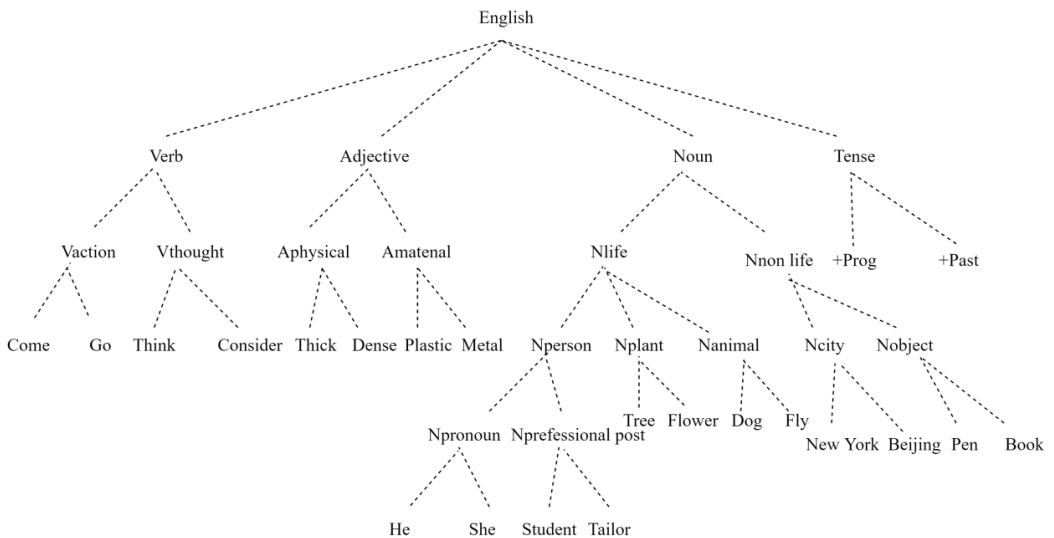 English
Verb Adjective Noun Tense
Vaction Vthought Aphysical Amatenal Nlife Nnon life +Prog +Past
Come Go Think Consider Thick Dense Plastic Metal Nperson Nplant Nanimal Ncity Nobject
Tree Flower Dog Fly
Npronoun Nprefessional post New York Beijing Pen Book
He She Student Tailor